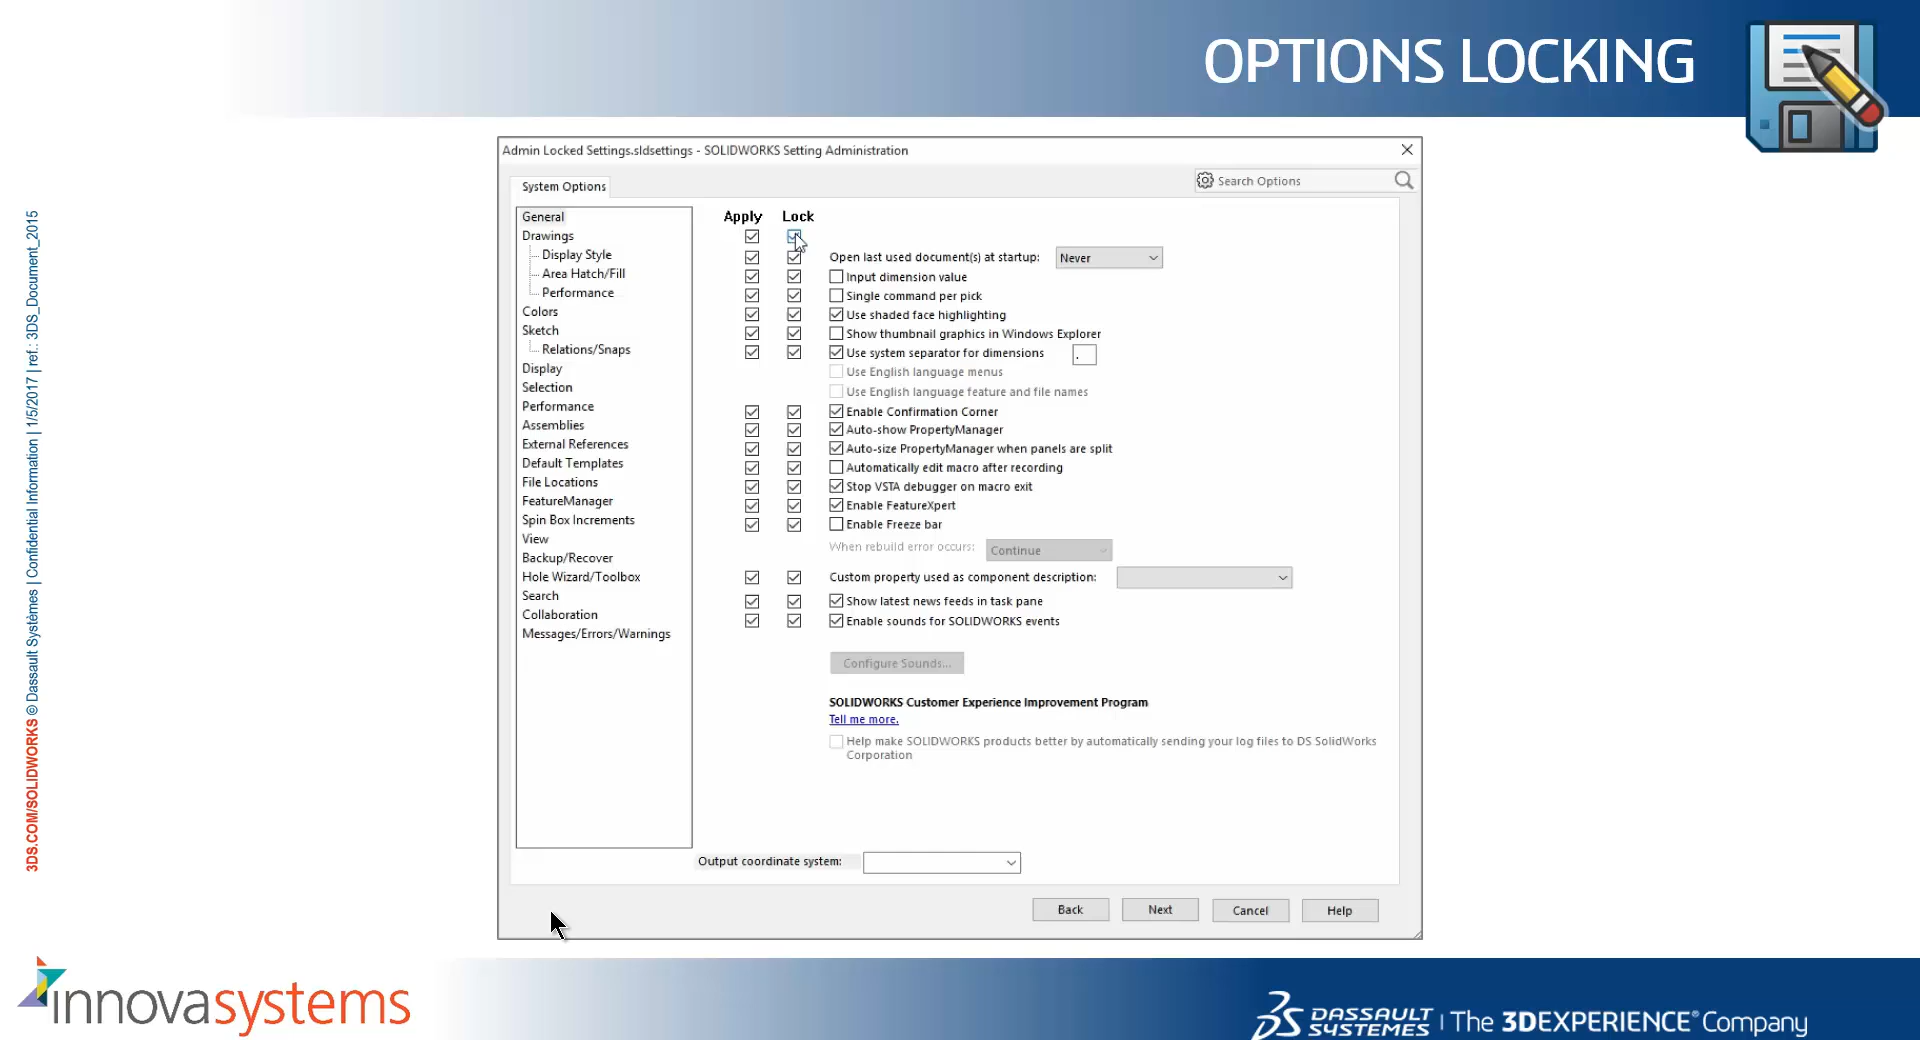 OPTIONS LOCKING
Admin Locked Settings.sldsettings - SOLIDWORKS Setting Administration
System Options
Search Options
General
Drawings
Display Style
Area Hatch/Fill
Performance
Colors
Sketch
Relations/Snaps
Display
Selection
Performance
Assemblies
External References
Default Templates
File Locations
FeatureManager
Spin Box Increments
View
Backup/Recover
Hole Wizard/Toolbox
Search
Collaboration
Messages/Errors/Warnings
Apply Lock
Open last used document(s) at startup: Never
Input dimension value
Single command per pick
Use shaded face highlighting
Show thumbnail graphics in Windows Explorer
Use system separator for dimensions .
Use English language menus
Use English language feature and file names
Enable Confirmation Corner
Auto-show PropertyManager
Auto-size PropertyManager when panels are split
Automatically edit macro after recording
Stop VSTA debugger on macro exit
Enable FeatureXpert
Enable Freeze bar
When rebuild error occurs: Continue
Custom property used as component description:
Show latest news feeds in task pane
Enable sounds for SOLIDWORKS events
Configure Sounds...
SOLIDWORKS Customer Experience Improvement Program
Tell me more.
Help make SOLIDWORKS products better by automatically sending your log files to DS SolidWorks
Corporation
Output coordinate system:
Back Next Cancel Help
3DS.COM/SOLIDWORKS © Dassault Systèmes | Confidential Information | 1/5/2017 | ref.: 3DS_Document_2015
innovasystems
DASSAULT
SYSTEMES | The 3DEXPERIENCE® Company